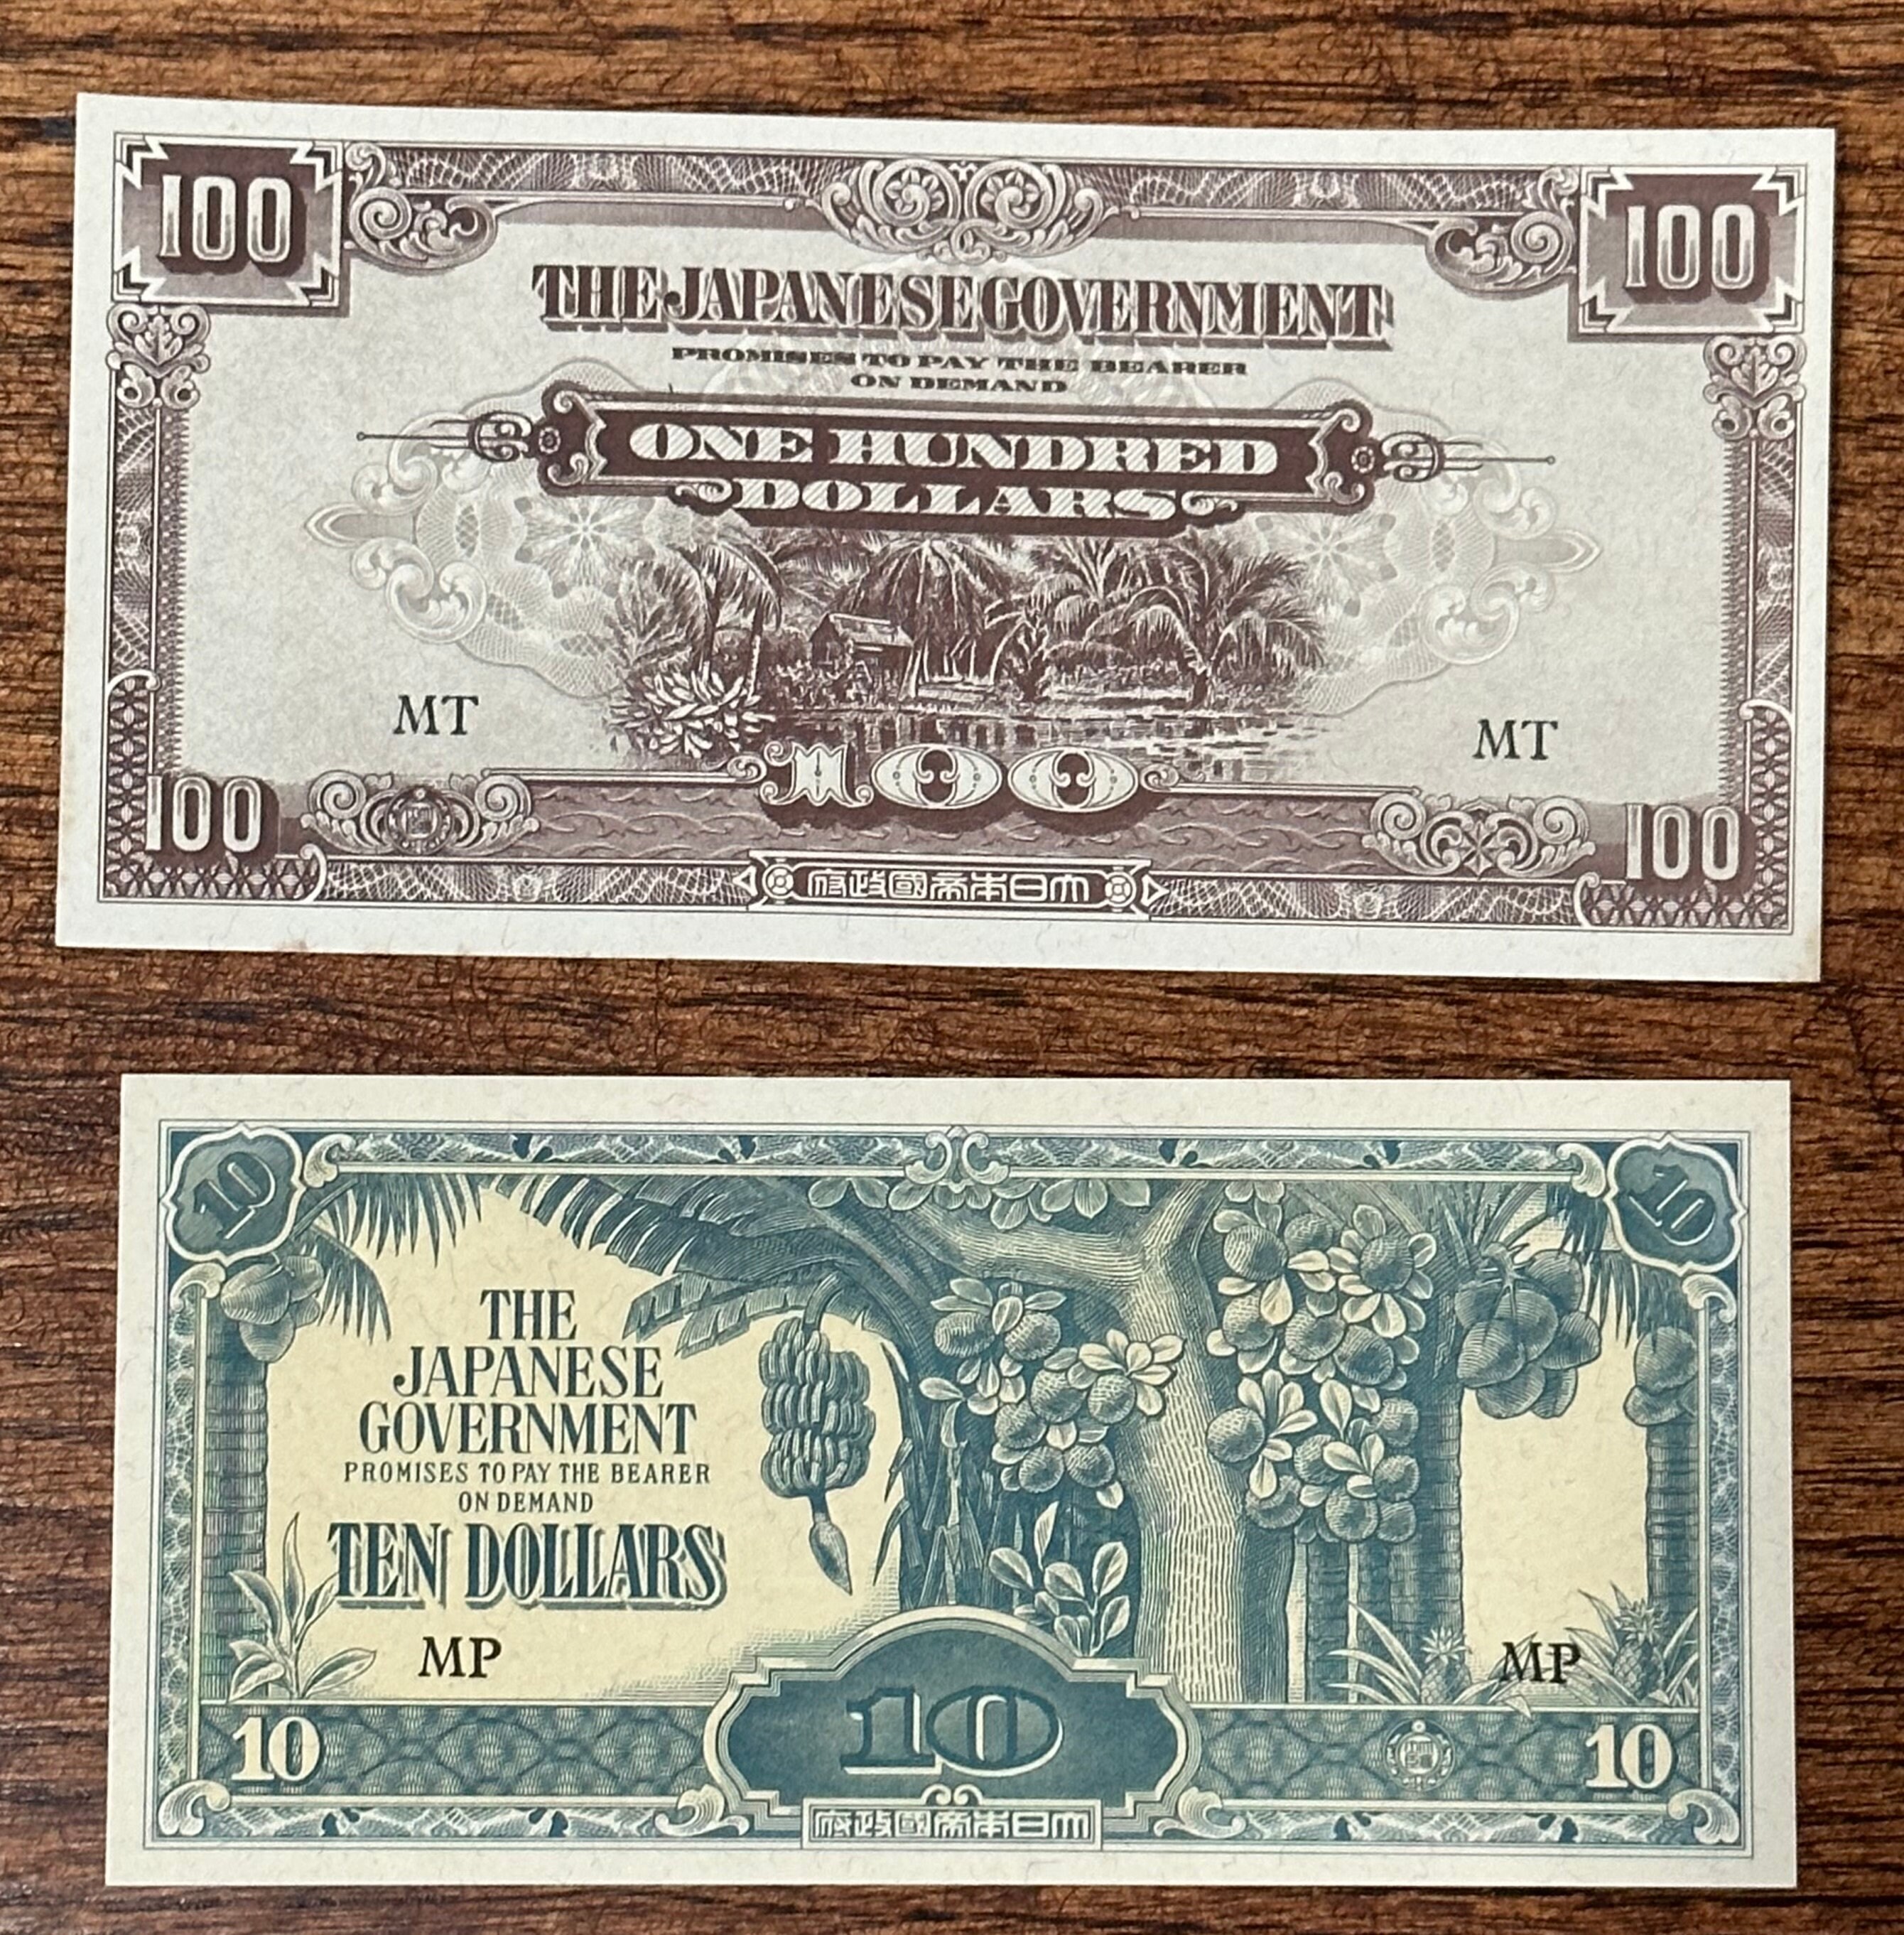 100
100
THE JAPANESE GOVERNMENT
PROMISES TO PAY THE BEARER
ON DEMAND
ONE HUNDRED
DOLLARS
MT
MT
100
100
100
府政國帝本日大
10
10
THE
JAPANESE
GOVERNMENT
PROMISES TO PAY THE BEARER
ON DEMAND
TEN DOLLARS
MP
MP
10
10
10
府政國帝本日大